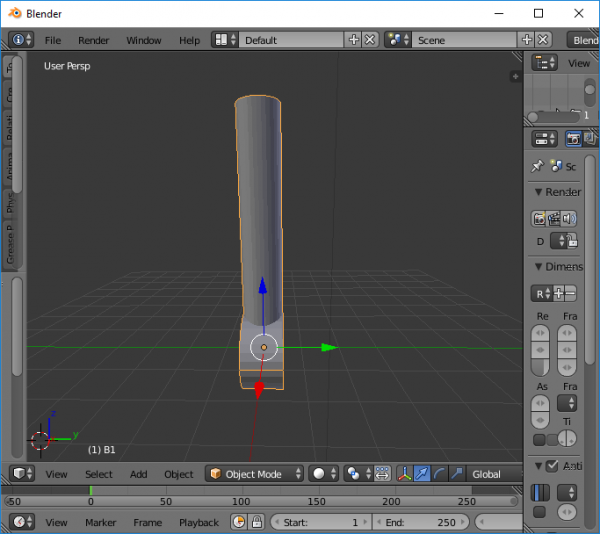 Blender
File Render Window Help Default Scene Blend
User Persp
View
1
Cre
Relati
Anima
Phys
Grease P
Sc
Render
D
Dimens
R
Re Fra
As Fra
Ti
Anti
z
y
(1) B1
View Select Add Object Object Mode Global
-50 0 50 100 150 200 250
View Marker Frame Playback Start: 1 End: 250